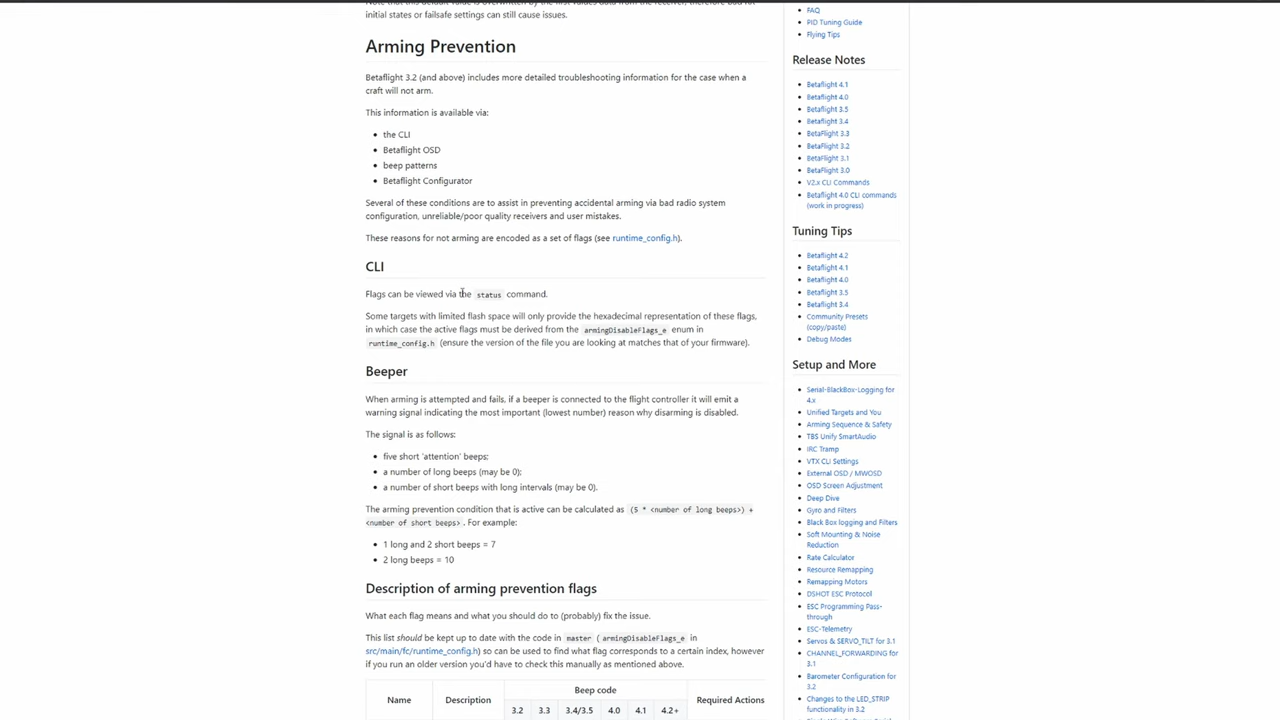 initial states or failsafe settings can still cause issues.
Arming Prevention
Betaflight 3.2 (and above) includes more detailed troubleshooting information for the case when a
craft will not arm.
This information is available via:
the CLI
Betaflight OSD
beep patterns
Betaflight Configurator
Several of these conditions are to assist in preventing accidental arming via bad radio system
configuration, unreliable/poor quality receivers and user mistakes.
These reasons for not arming are encoded as a set of flags (see runtime_config.h).
CLI
Flags can be viewed via the status command.
Some targets with limited flash space will only provide the hexadecimal representation of these flags,
in which case the active flags must be derived from the armingDisableFlags_e enum in
runtime_config.h (ensure the version of the file you are looking at matches that of your firmware).
Beeper
When arming is attempted and fails, if a beeper is connected to the flight controller it will emit a
warning signal indicating the most important (lowest number) reason why disarming is disabled.
The signal is as follows:
five short 'attention' beeps;
a number of long beeps (may be 0);
a number of short beeps with long intervals (may be 0).
The arming prevention condition that is active can be calculated as (5 * <number of long beeps>) +
<number of short beeps>. For example:
1 long and 2 short beeps = 7
2 long beeps = 10
Description of arming prevention flags
What each flag means and what you should do to (probably) fix the issue.
This list should be kept up to date with the code in master ( armingDisableFlags_e in
src/main/fc/runtime_config.h) so can be used to find what flag corresponds to a certain index, however
if you run an older version you'd have to check this manually as mentioned above.
Name Description Beep code Required Actions
3.2 3.3 3.4/3.5 4.0 4.1 4.2+
FAQ
PID Tuning Guide
Flying Tips
Release Notes
Betaflight 4.1
Betaflight 4.0
Betaflight 3.5
Betaflight 3.4
BetaFlight 3.3
Betaflight 3.2
Betaflight 3.1
Betaflight 3.0
V2.x CLI Commands
Betaflight 4.0 CLI commands
(work in progress)
Tuning Tips
Betaflight 4.2
Betaflight 4.1
Betaflight 4.0
Betaflight 3.5
Betaflight 3.4
Community Presets
(copy/paste)
Debug Modes
Setup and More
Serial-BlackBox-Logging for
4.x
Unified Targets and You
Arming Sequence & Safety
TBS Unify SmartAudio
IRC Tramp
VTX CLI Settings
External OSD / MWOSD
OSD Screen Adjustment
Deep Dive
Gyro and Filters
Black Box logging and Filters
Soft Mounting & Noise
Reduction
Rate Calculator
Resource Remapping
Remapping Motors
DSHOT ESC Protocol
ESC Programming Pass-
through
ESC-Telemetry
Servos & SERVO_TILT for 3.1
CHANNEL_FORWARDING for
3.1
Barometer Configuration for
3.2
Changes to the LED_STRIP
functionality in 3.2